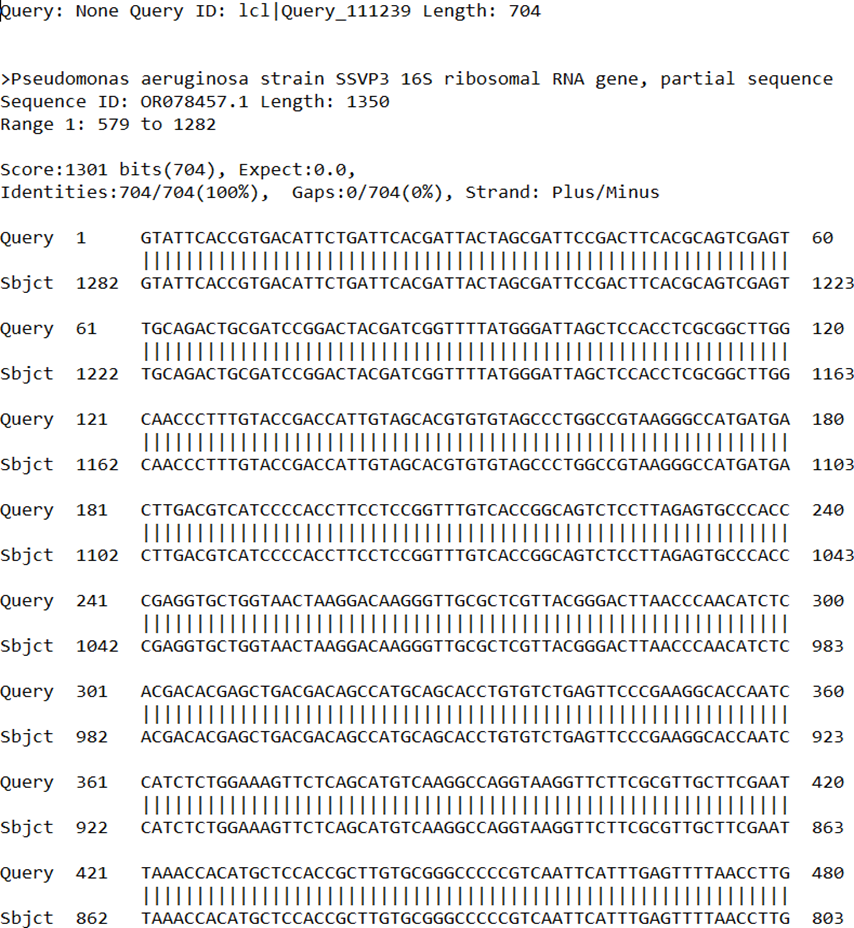 Query: None Query ID: lcl|Query_111239 Length: 704
>Pseudomonas aeruginosa strain SSVP3 16S ribosomal RNA gene, partial sequence
Sequence ID: OR078457.1 Length: 1350
Range 1: 579 to 1282
Score:1301 bits(704), Expect:0.0,
Identities:704/704(100%), Gaps:0/704(0%), Strand: Plus/Minus
Query 1 GTATTCACCGTGACATTCTGATTCACGATTACTAGCGATTCCGACTTCACGCAGTCGAGT 60
||||||||||||||||||||||||||||||||||||||||||||||||||||||||||||
Sbjct 1282 GTATTCACCGTGACATTCTGATTCACGATTACTAGCGATTCCGACTTCACGCAGTCGAGT 1223
Query 61 TGCAGACTGCGATCCGGACTACGATCGGTTTTATGGGATTAGCTCCACCTCGCGGCTTGG 120
||||||||||||||||||||||||||||||||||||||||||||||||||||||||||||
Sbjct 1222 TGCAGACTGCGATCCGGACTACGATCGGTTTTATGGGATTAGCTCCACCTCGCGGCTTGG 1163
Query 121 CAACCCTTTGTACCGACCATTGTAGCACGTGTGTAGCCCTGGCCGTAAGGGCCATGATGA 180
||||||||||||||||||||||||||||||||||||||||||||||||||||||||||||
Sbjct 1162 CAACCCTTTGTACCGACCATTGTAGCACGTGTGTAGCCCTGGCCGTAAGGGCCATGATGA 1103
Query 181 CTTGACGTCATCCCCACCTTCCTCCGGTTTGTCACCGGCAGTCTCCTTAGAGTGCCCACC 240
||||||||||||||||||||||||||||||||||||||||||||||||||||||||||||
Sbjct 1102 CTTGACGTCATCCCCACCTTCCTCCGGTTTGTCACCGGCAGTCTCCTTAGAGTGCCCACC 1043
Query 241 CGAGGTGCTGGTAACTAAGGACAAGGGTTGCGCTCGTTACGGGACTTAACCCAACATCTC 300
||||||||||||||||||||||||||||||||||||||||||||||||||||||||||||
Sbjct 1042 CGAGGTGCTGGTAACTAAGGACAAGGGTTGCGCTCGTTACGGGACTTAACCCAACATCTC 983
Query 301 ACGACACGAGCTGACGACAGCCATGCAGCACCTGTGTCTGAGTTCCCGAAGGCACCAATC 360
||||||||||||||||||||||||||||||||||||||||||||||||||||||||||||
Sbjct 982 ACGACACGAGCTGACGACAGCCATGCAGCACCTGTGTCTGAGTTCCCGAAGGCACCAATC 923
Query 361 CATCTCTGGAAAGTTCTCAGCATGTCAAGGCCAGGTAAGGTTCTTCGCGTTGCTTCGAAT 420
||||||||||||||||||||||||||||||||||||||||||||||||||||||||||||
Sbjct 922 CATCTCTGGAAAGTTCTCAGCATGTCAAGGCCAGGTAAGGTTCTTCGCGTTGCTTCGAAT 863
Query 421 TAAACCACATGCTCCACCGCTTGTGCGGGCCCCCGTCAATTCATTTGAGTTTTAACCTTG 480
||||||||||||||||||||||||||||||||||||||||||||||||||||||||||||
Sbjct 862 TAAACCACATGCTCCACCGCTTGTGCGGGCCCCCGTCAATTCATTTGAGTTTTAACCTTG 803